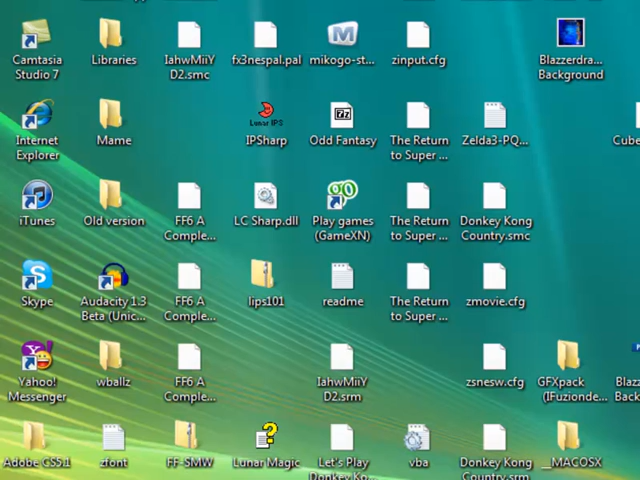 Camtasia
Studio 7
Libraries
IahwMiiY
D2.smc
fx3nespal.pal
mikogo-st...
zinput.cfg
Blazzerdra...
Background
Internet
Explorer
Mame
Lunar IPS
IPSharp
7z
Odd Fantasy
The Return
to Super ...
Zelda3-PQ...
Cube
iTunes
Old version
FF6 A
Comple...
LC Sharp.dll
go
Play games
(GameXN)
The Return
to Super ...
Donkey Kong
Country.smc
Skype
Audacity 1.3
Beta (Unic...
FF6 A
Comple...
lips101
readme
The Return
to Super ...
zmovie.cfg
Yahoo!
Messenger
wballz
FF6 A
Comple...
IahwMiiY
D2.srm
zsnesw.cfg
GFXpack
(IFuzionde...
Blazz
Back
Adobe CS5.1
zfont
FF-SMW
Lunar Magic
Let's Play
Donkey Ko...
vba
Donkey Kong
Country.srm
__MACOSX